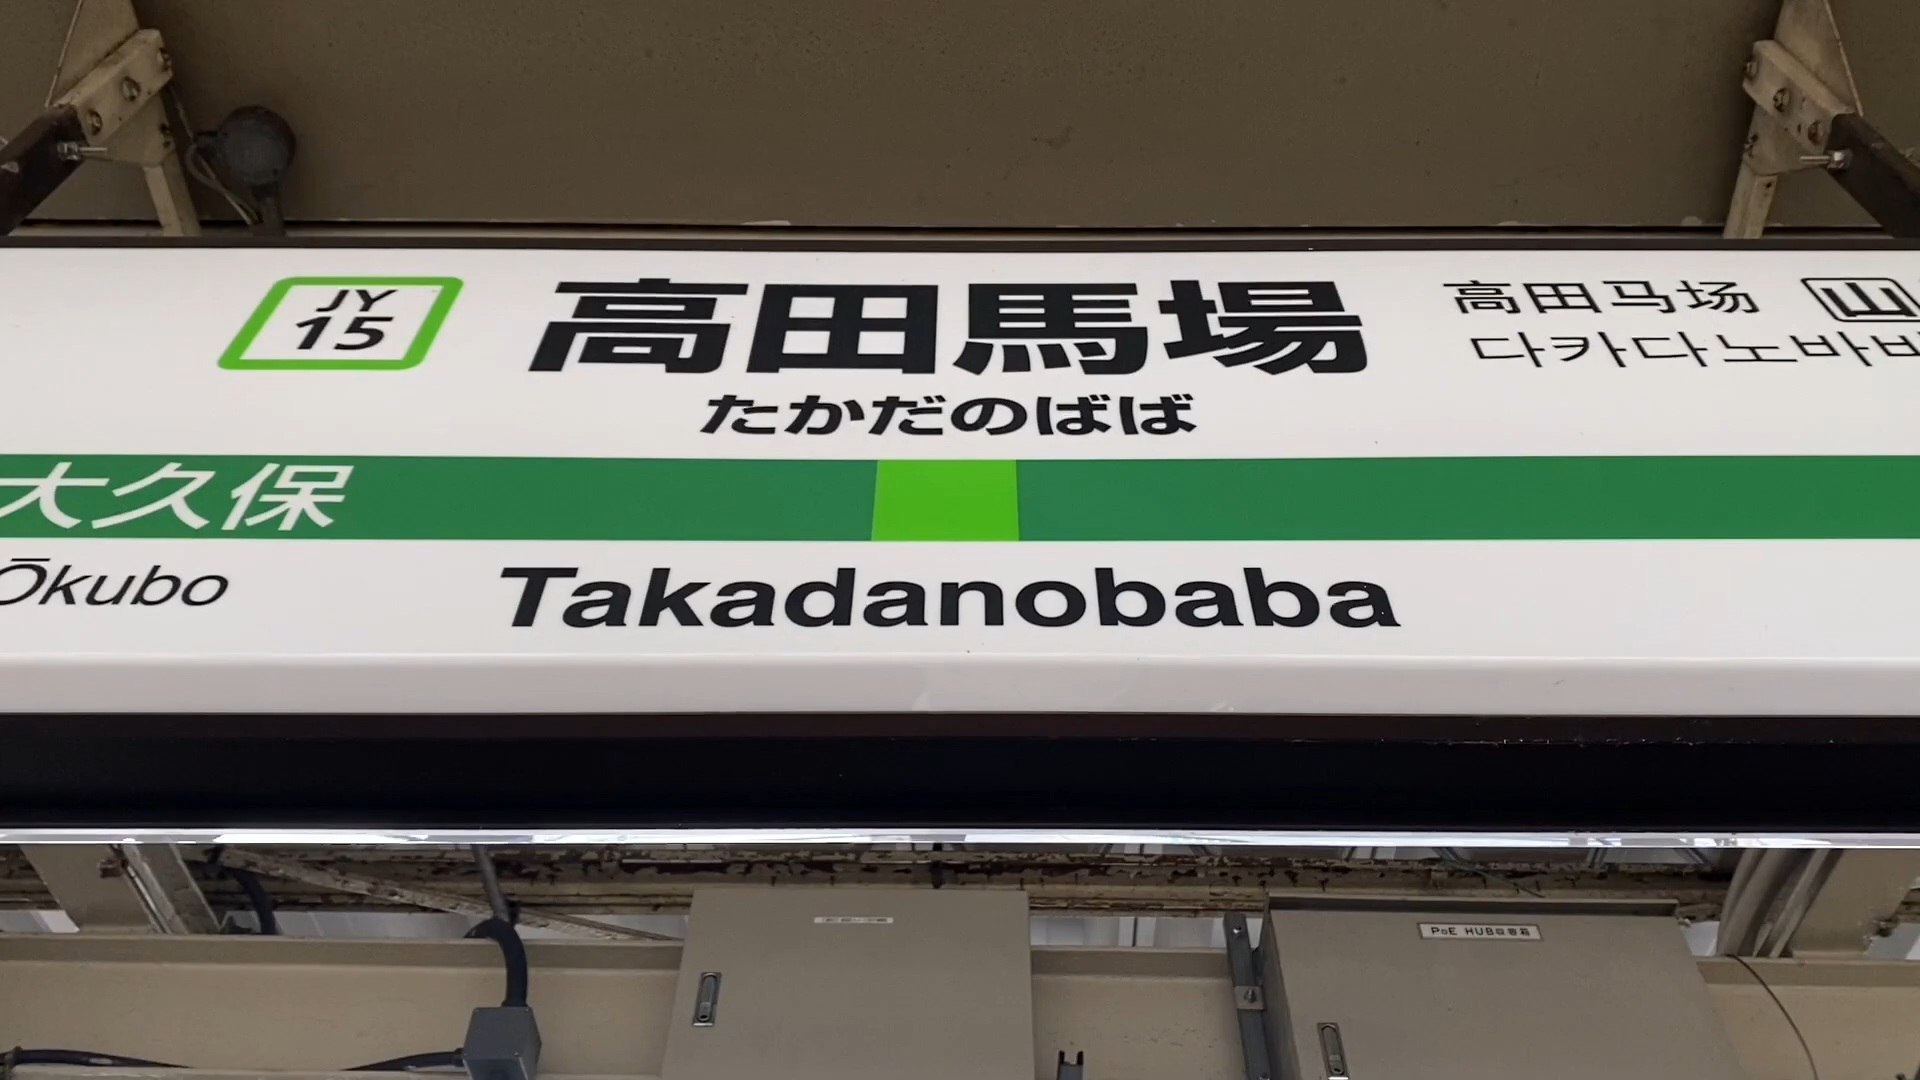 JY
15
高田馬場
たかだのばば
高田马场
山
다카다노바바
大久保
Ōkubo
Takadanobaba
PoE HUB収容箱